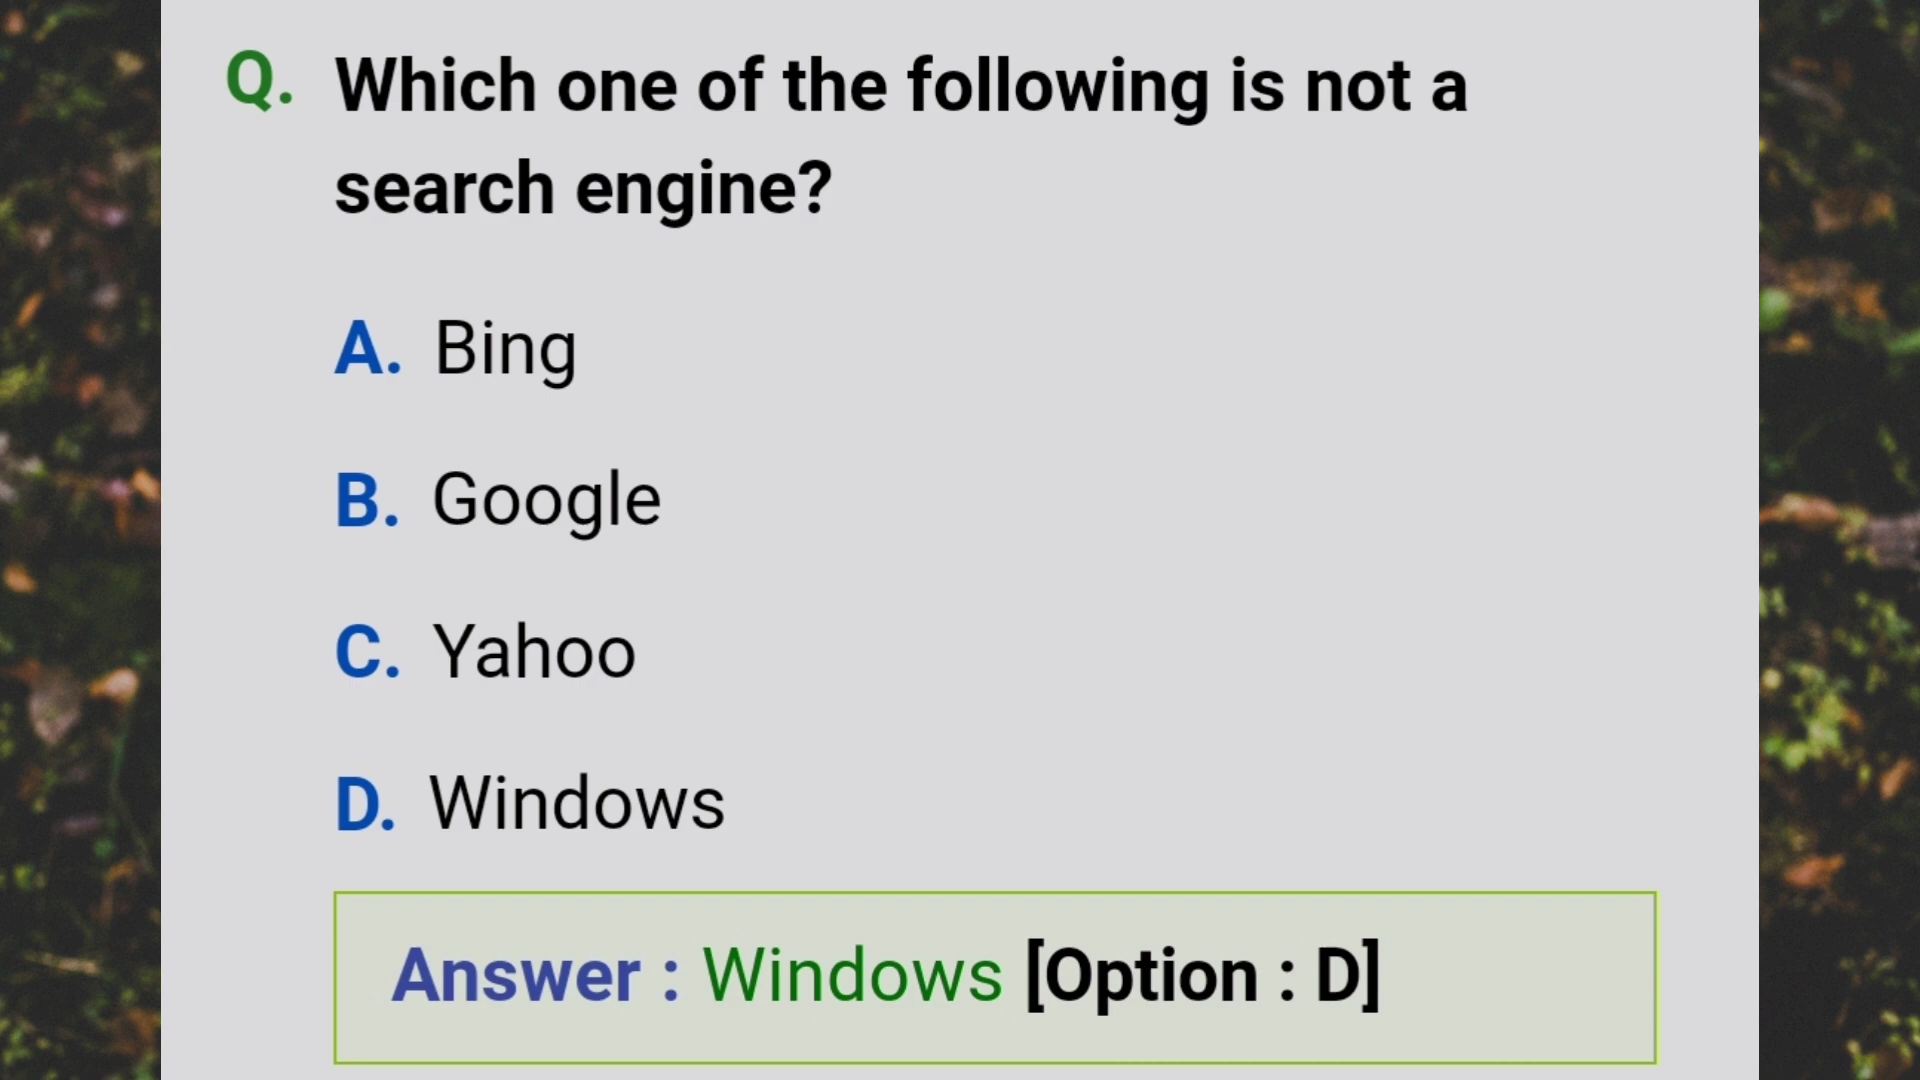 Q. Which one of the following is not a
search engine?
A. Bing
B. Google
C. Yahoo
D. Windows
Answer : Windows [Option : D]